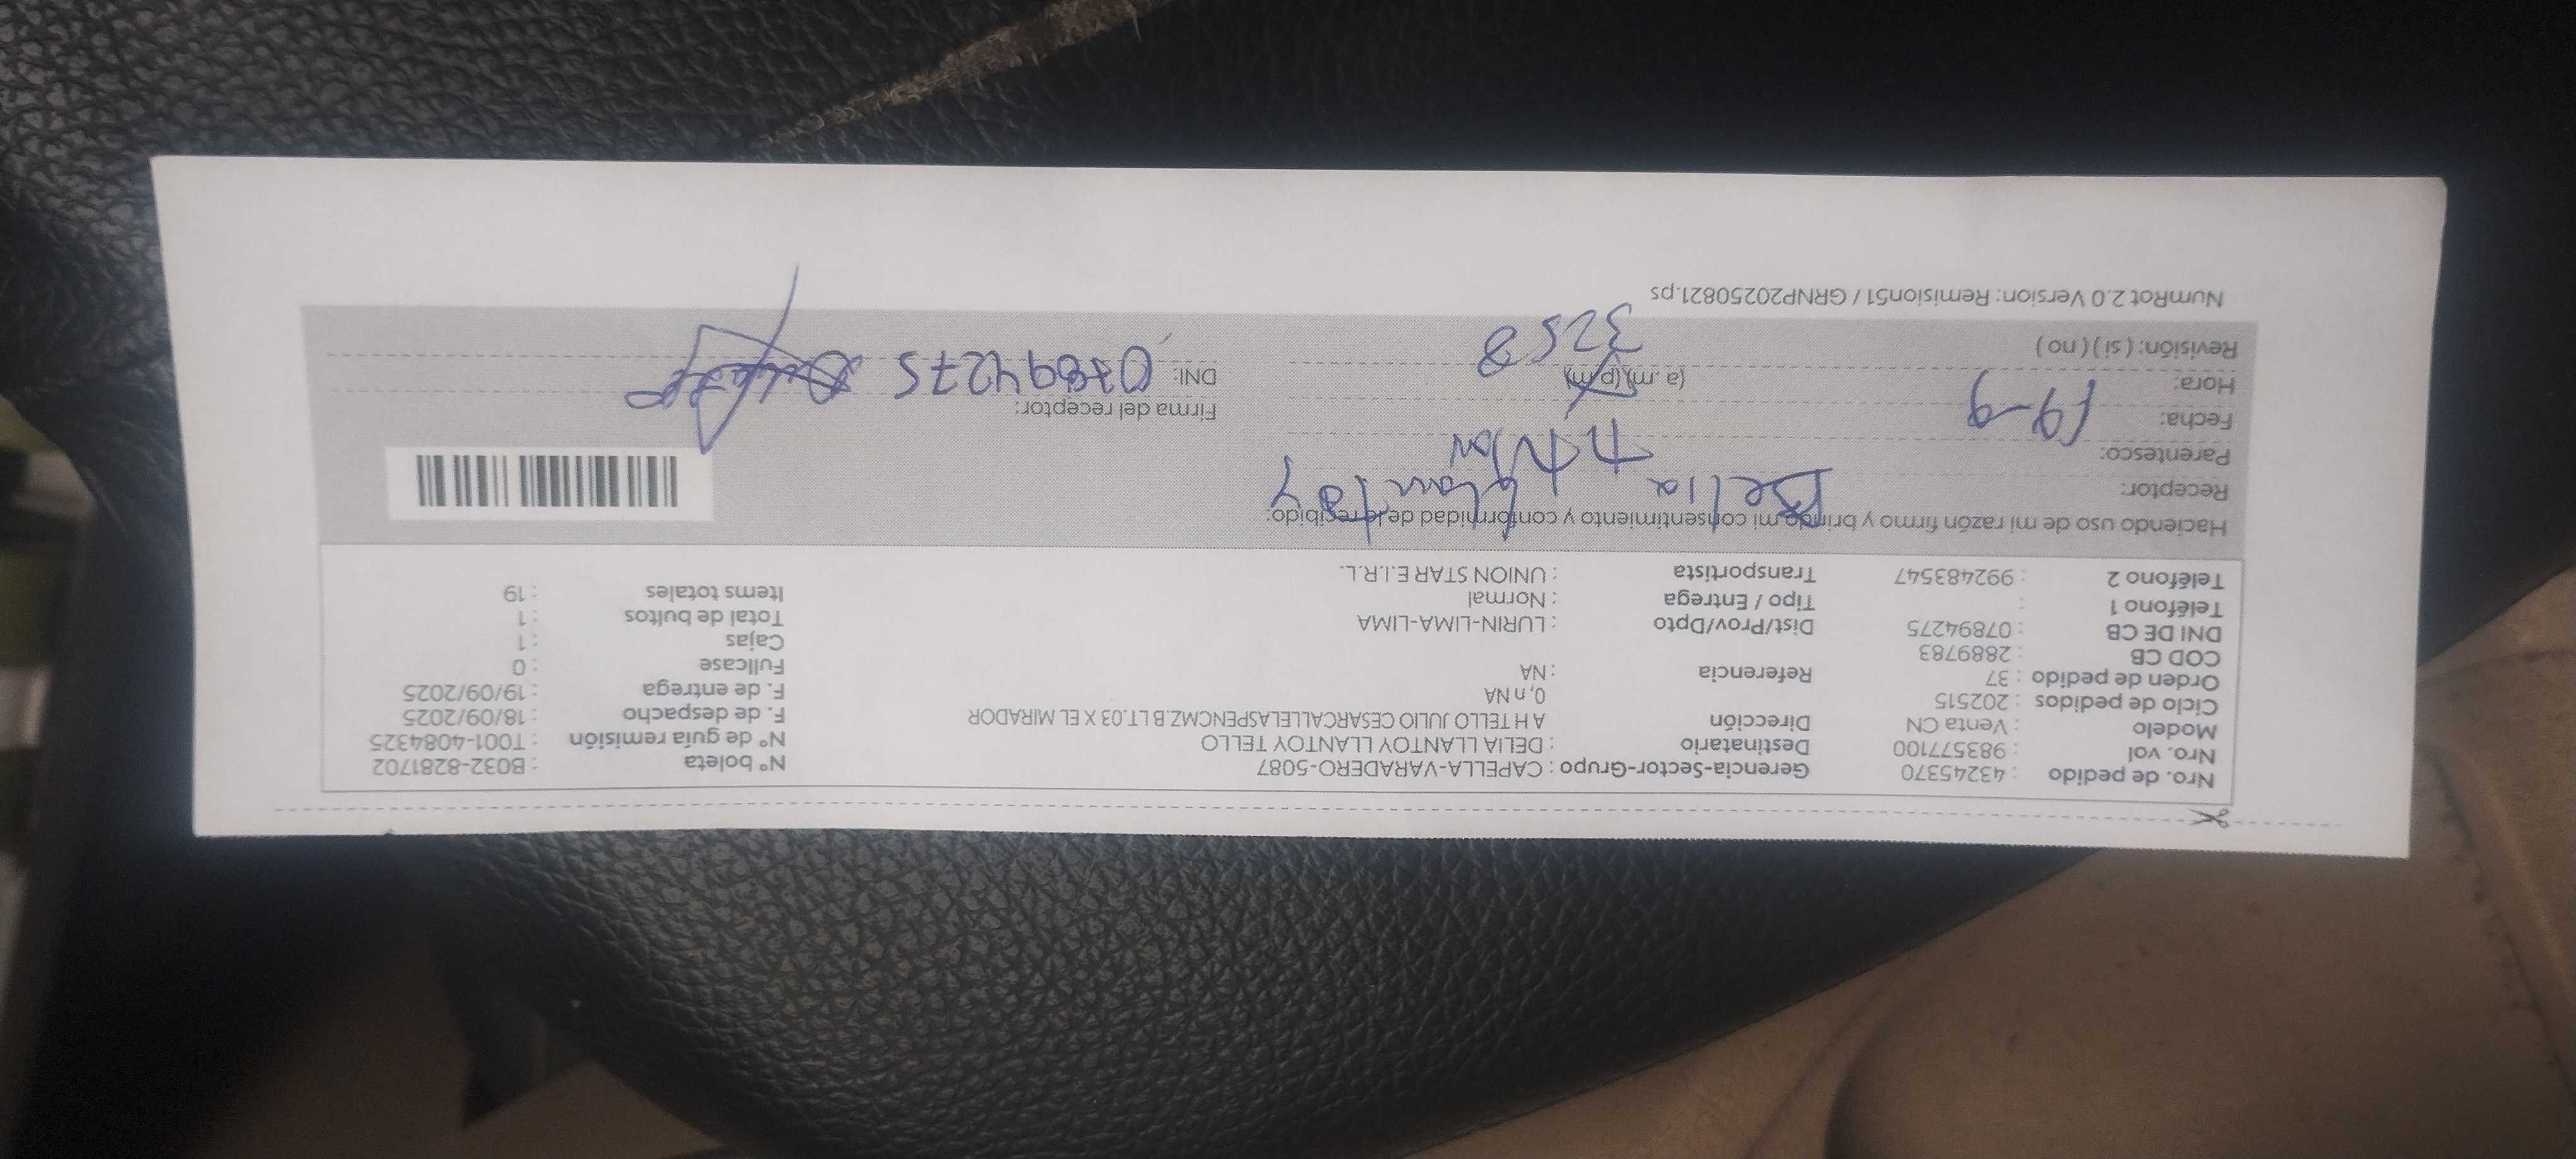 Nro. de pedido : 43245370 Gerencia-Sector-Grupo : CAPELLA-VARADERO-5087 N° boleta : B032-8281702
Nro. vol : 983577100 Destinatario : DELIA LLANTOY LLANTOY TELLO N° de guía remisión : T001-4084325
Modelo : Venta CN Dirección A H TELLO JULIO CESARCALLELASPENCMZ.B LT.03 X EL MIRADOR F. de despacho : 18/09/2025
Ciclo de pedidos : 202515 0, n NA F. de entrega : 19/09/2025
Orden de pedido : 37 Referencia : NA Fullcase : 0
COD CB : 2889783 Cajas : 1
DNI DE CB : 07894275 Dist/Prov/Dpto : LURIN-LIMA-LIMA Total de bultos : 1
Teléfono 1 : Tipo / Entrega : Normal Items totales : 19
Teléfono 2 : 992483547 Transportista : UNION STAR E.I.R.L.
Haciendo uso de mi razón firmo y brindo mi consentimiento y conformidad de lo recibido:
Receptor: Delia Llantoy
Parentesco:
Fecha: 19-9 Firma del receptor:
Hora: (a.m) (p.m) DNI: 07894275
Revisión: ( si ) ( no ) 3258
NumRot 2.0 Version: Remision51 / GRNP20250821.ps